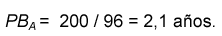 PBA = 200 / 96 = 2,1 años.